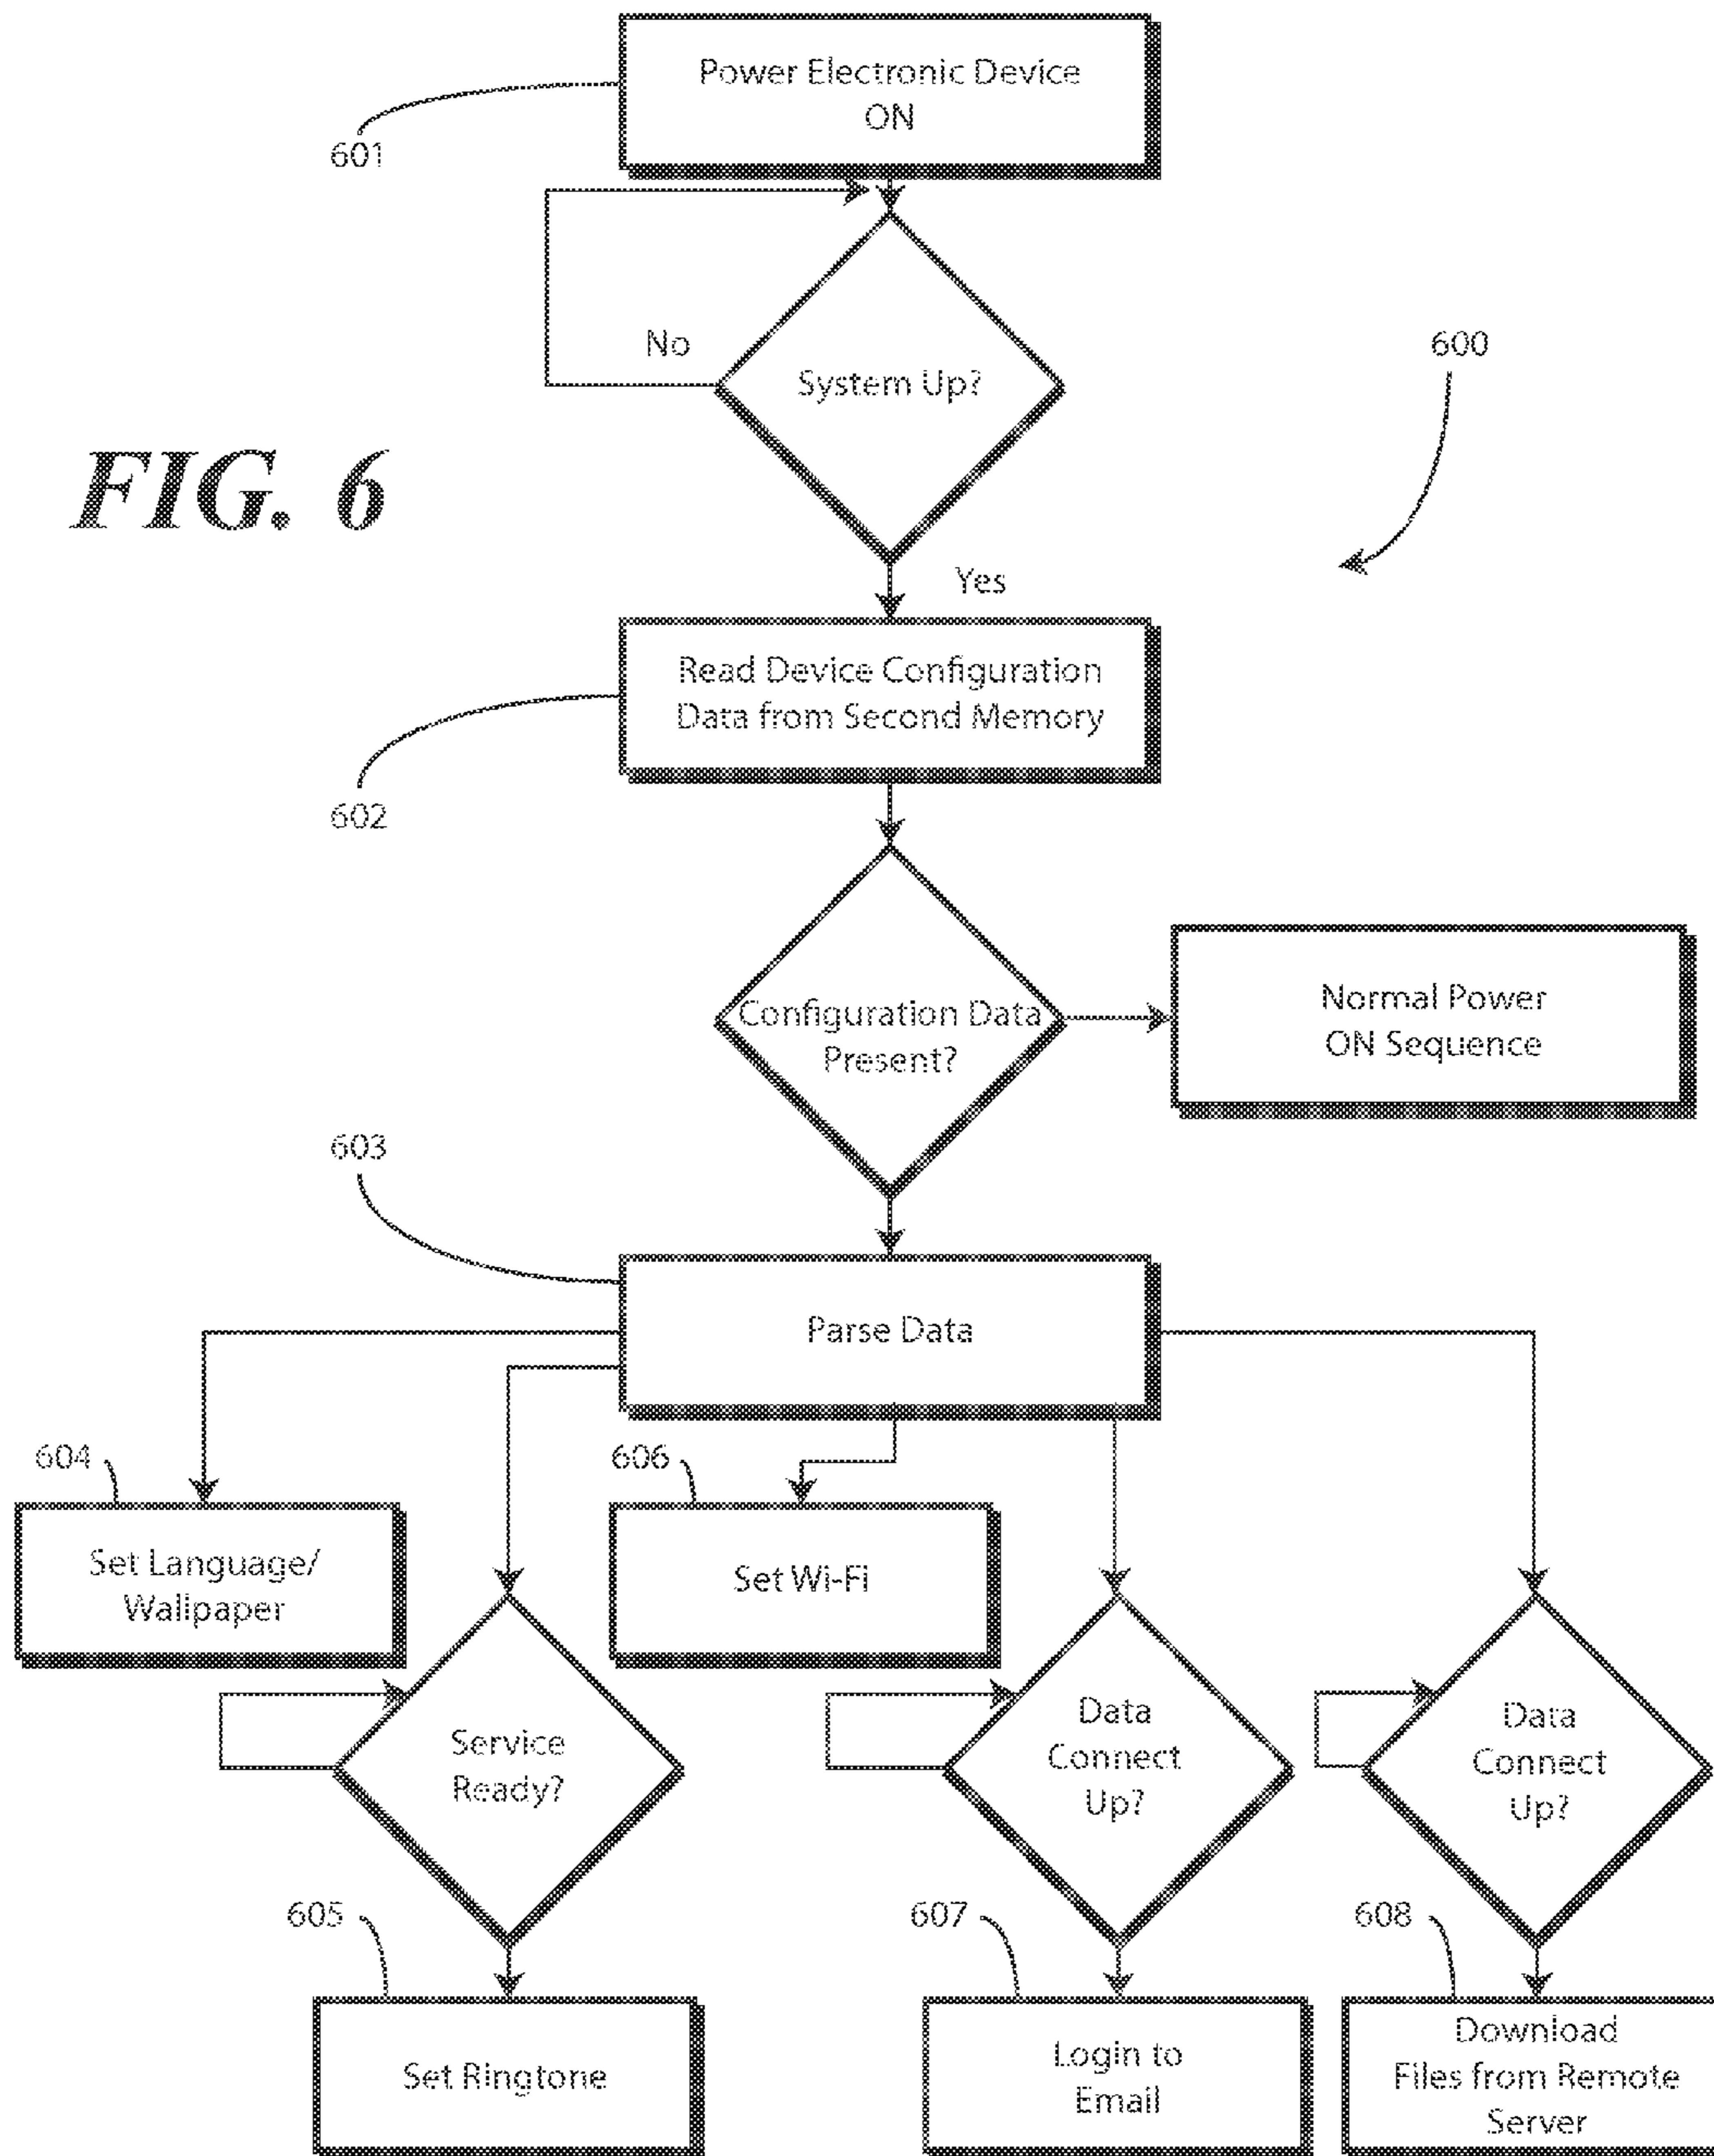 Power Electronic Device
ON
601
No
System Up?
600
FIG. 6
Yes
Read Device Configuration
Data from Second Memory
602
Configuration Data
Present?
Normal Power
ON Sequence
603
Parse Data
604
Set Language/
Wallpaper
606
Set Wi-Fi
Service
Ready?
Data
Connect
Up?
Data
Connect
Up?
605
Set Ringtone
607
Login to
Email
608
Download
Files from Remote
Server